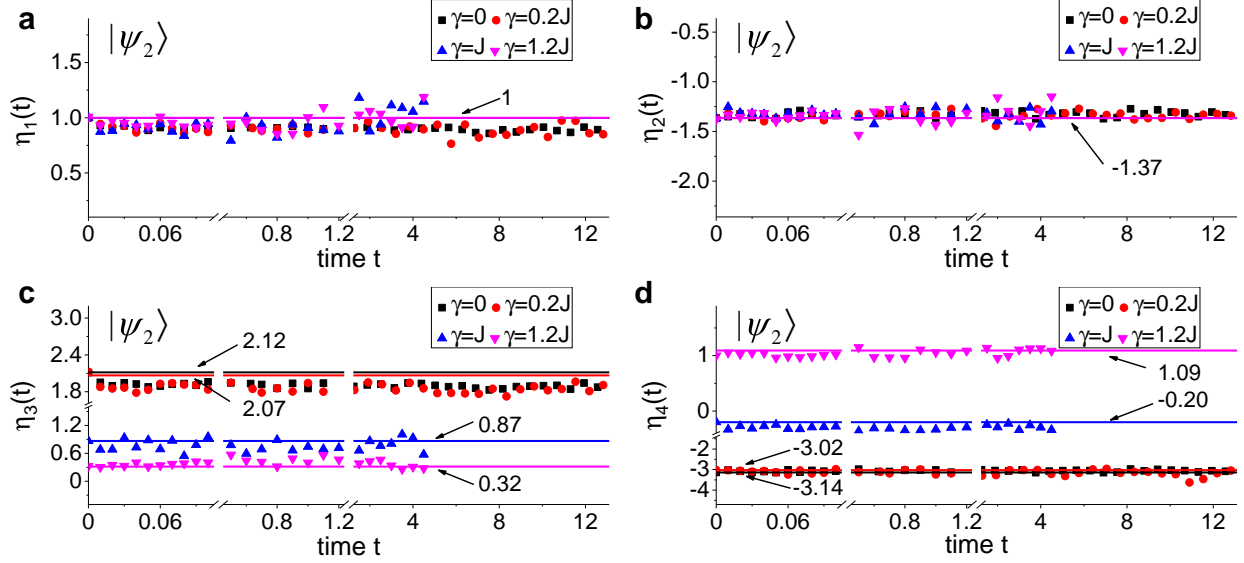 a
|ψ₂⟩
γ=0 γ=0.2J
γ=J γ=1.2J
1.75
1.0
0.5
η₁(t)
1
0 0.06 0.8 1.2 4 8 12
time t
b
|ψ₂⟩
γ=0 γ=0.2J
γ=J γ=1.2J
-0.5
-1.0
-1.5
-2.0
η₂(t)
-1.37
0 0.06 0.8 1.2 4 8 12
time t
c
|ψ₂⟩
γ=0 γ=0.2J
γ=J γ=1.2J
3.0
2.4
1.8
1.2
0.6
0
η₃(t)
2.12
2.07
0.87
0.32
0 0.06 0.8 1.2 4 8 12
time t
d
|ψ₂⟩
γ=0 γ=0.2J
γ=J γ=1.2J
1
0
-2
-3
-4
η₄(t)
1.09
-0.20
-3.02
-3.14
0 0.06 0.8 1.2 4 8 12
time t